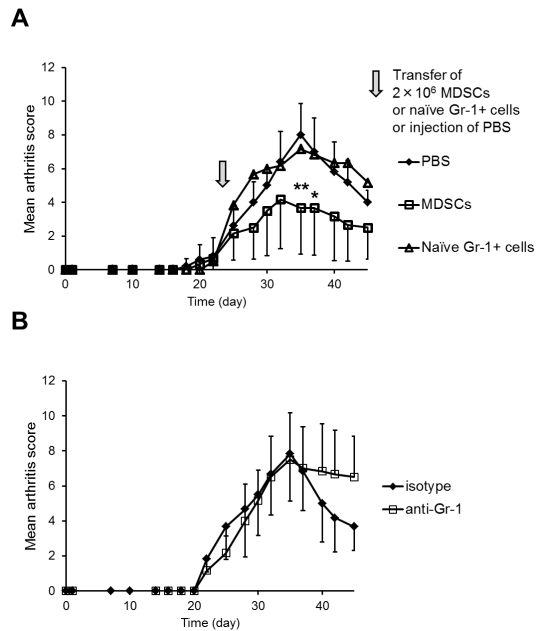 A
Mean arthritis score
12
10
8
6
4
2
0
0
10
20
30
40
Time (day)
** *
Transfer of
2×10⁶ MDSCs
or naïve Gr-1+ cells
or injection of PBS
PBS
MDSCs
Naïve Gr-1+ cells
B
Mean arthritis score
12
10
8
6
4
2
0
0
10
20
30
40
Time (day)
isotype
anti-Gr-1